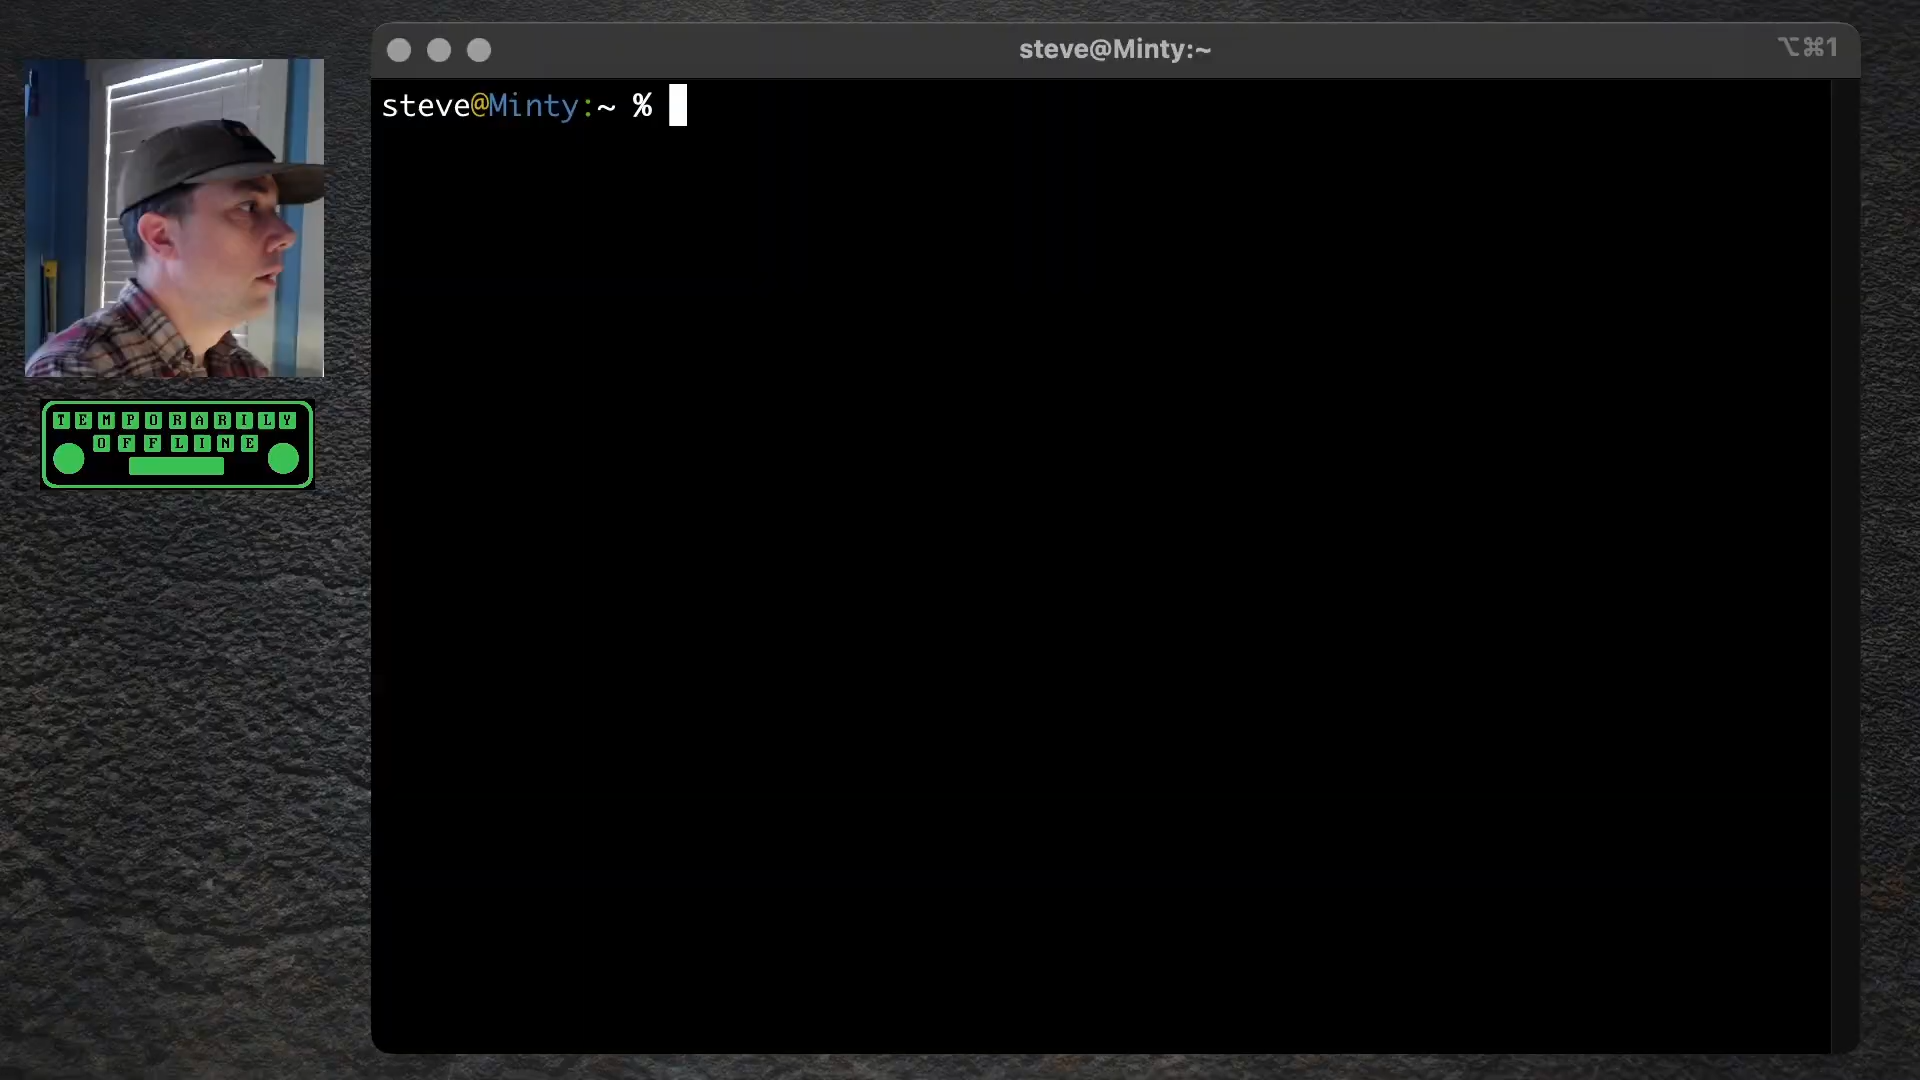 steve@Minty:~
⌥⌘1
steve@Minty:~ %
TEMPORARILY
OFFLINE